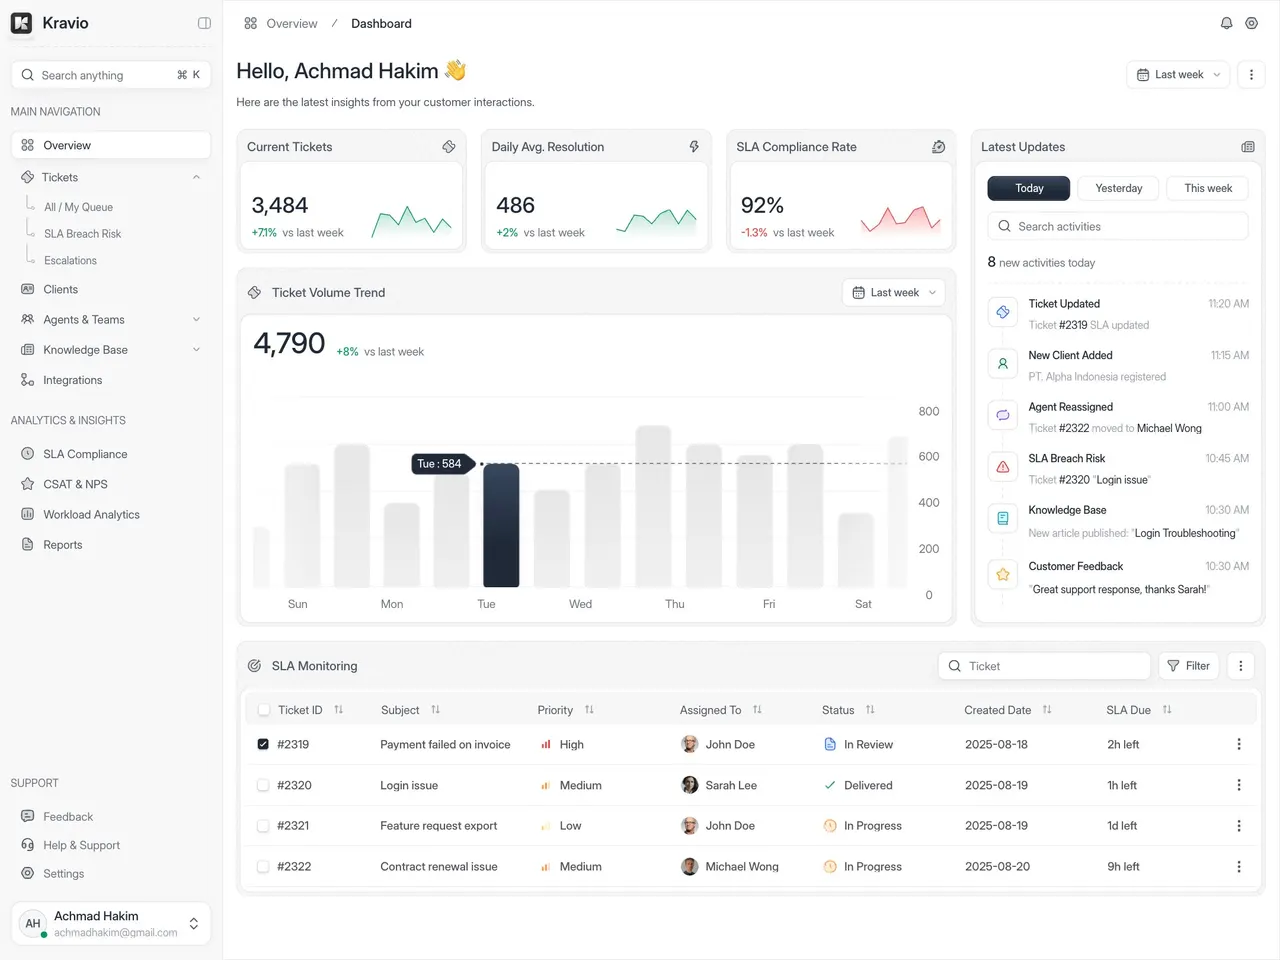 Kravio
Search anything ⌘ K
MAIN NAVIGATION
Overview
Tickets
All / My Queue
SLA Breach Risk
Escalations
Clients
Agents & Teams
Knowledge Base
Integrations
ANALYTICS & INSIGHTS
SLA Compliance
CSAT & NPS
Workload Analytics
Reports
SUPPORT
Feedback
Help & Support
Settings
AH
Achmad Hakim
achmadhakim@gmail.com
Overview / Dashboard
Hello, Achmad Hakim 👋
Here are the latest insights from your customer interactions.
Last week
Current Tickets
3,484
+7.1% vs last week
Daily Avg. Resolution
486
+2% vs last week
SLA Compliance Rate
92%
-1.3% vs last week
Ticket Volume Trend
Last week
4,790 +8% vs last week
800
600
400
200
0
Tue : 584
Sun Mon Tue Wed Thu Fri Sat
Latest Updates
Today Yesterday This week
Search activities
8 new activities today
Ticket Updated 11:20 AM
Ticket #2319 SLA updated
New Client Added 11:15 AM
PT. Alpha Indonesia registered
Agent Reassigned 11:00 AM
Ticket #2322 moved to Michael Wong
SLA Breach Risk 10:45 AM
Ticket #2320 "Login issue"
Knowledge Base 10:30 AM
New article published: "Login Troubleshooting"
Customer Feedback 10:30 AM
"Great support response, thanks Sarah!"
SLA Monitoring
Ticket
Filter
Ticket ID Subject Priority Assigned To Status Created Date SLA Due
#2319 Payment failed on invoice High John Doe In Review 2025-08-18 2h left
#2320 Login issue Medium Sarah Lee Delivered 2025-08-19 1h left
#2321 Feature request export Low John Doe In Progress 2025-08-19 1d left
#2322 Contract renewal issue Medium Michael Wong In Progress 2025-08-20 9h left